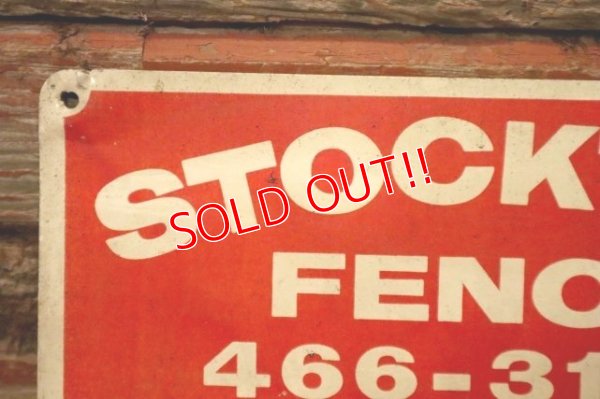 STOCK
SOLD OUT!!
FENC
466-31